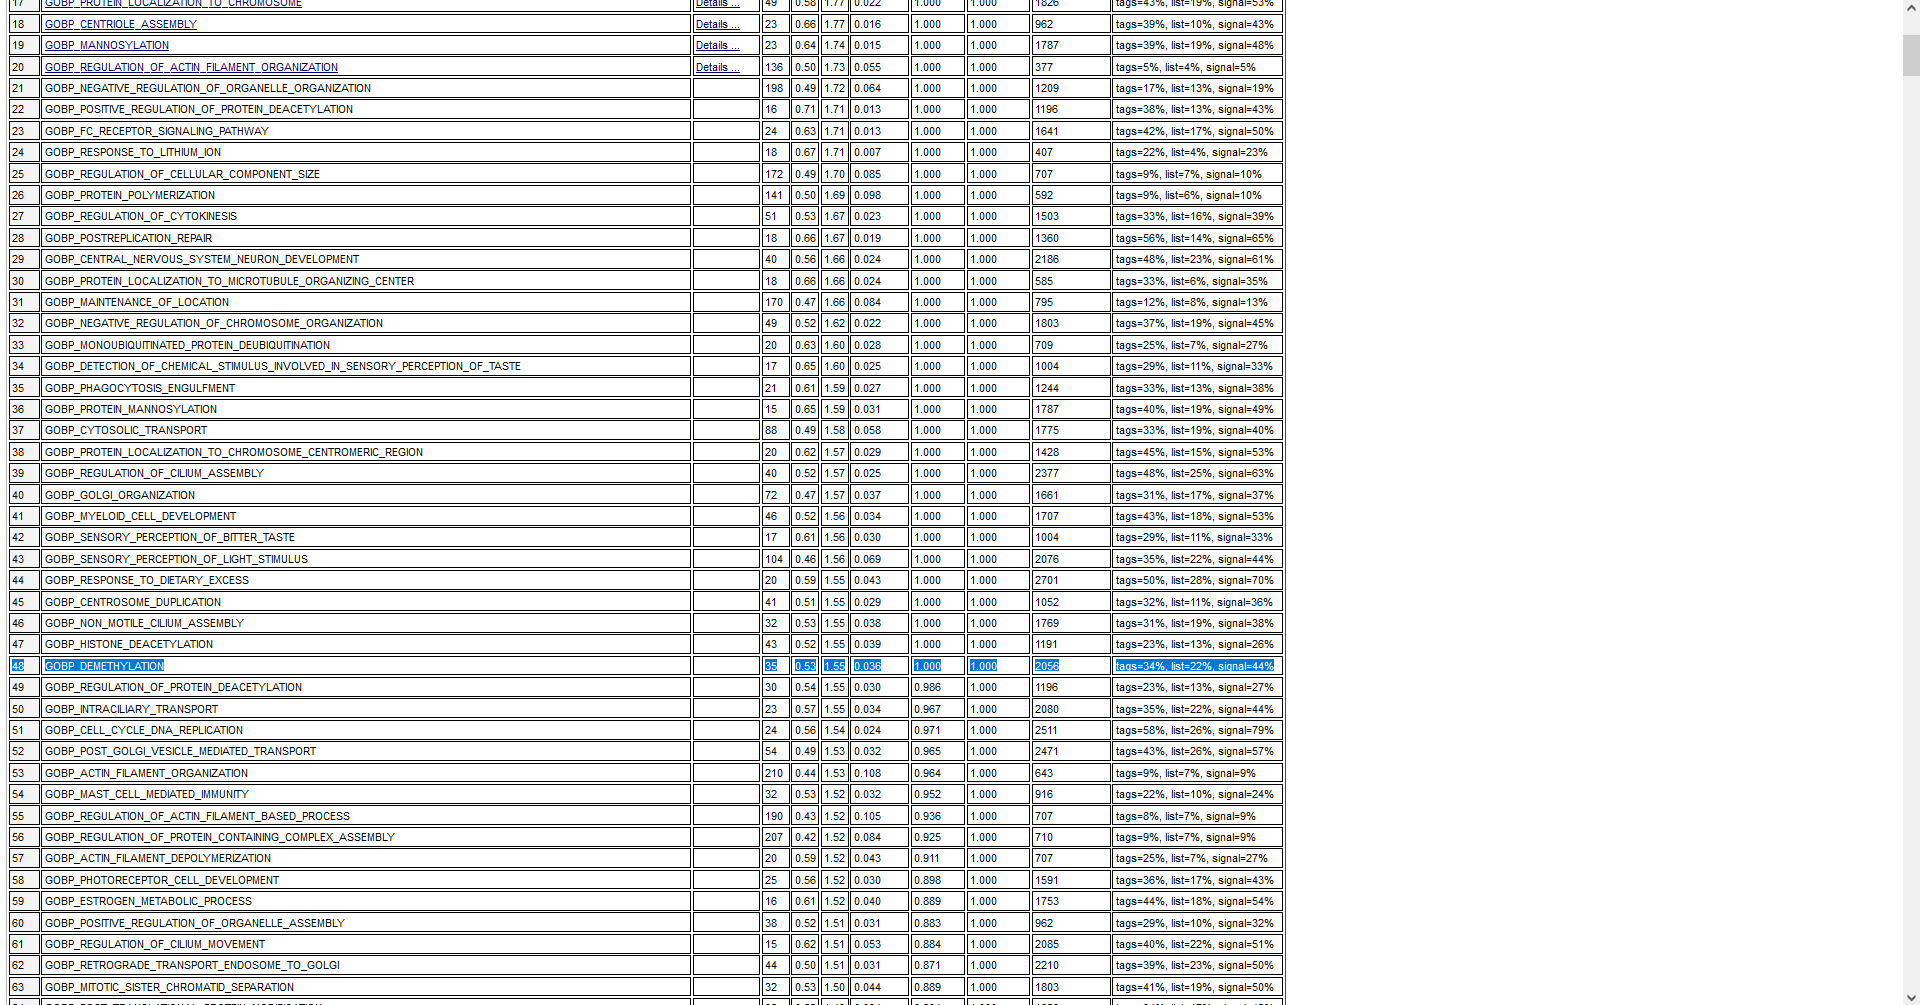 17 GOBP_PROTEIN_LOCALIZATION_TO_CHROMOSOME Details ... 49 0.58 1.77 0.022 1.000 1.000 1826 tags=43%, list=19%, signal=53%
18 GOBP_CENTRIOLE_ASSEMBLY Details ... 23 0.66 1.77 0.016 1.000 1.000 962 tags=39%, list=10%, signal=43%
19 GOBP_MANNOSYLATION Details ... 23 0.64 1.74 0.015 1.000 1.000 1787 tags=39%, list=19%, signal=48%
20 GOBP_REGULATION_OF_ACTIN_FILAMENT_ORGANIZATION Details ... 136 0.50 1.73 0.055 1.000 1.000 377 tags=5%, list=4%, signal=5%
21 GOBP_NEGATIVE_REGULATION_OF_ORGANELLE_ORGANIZATION 198 0.49 1.72 0.064 1.000 1.000 1209 tags=17%, list=13%, signal=19%
22 GOBP_POSITIVE_REGULATION_OF_PROTEIN_DEACETYLATION 16 0.71 1.71 0.013 1.000 1.000 1196 tags=38%, list=13%, signal=43%
23 GOBP_FC_RECEPTOR_SIGNALING_PATHWAY 24 0.63 1.71 0.013 1.000 1.000 1641 tags=42%, list=17%, signal=50%
24 GOBP_RESPONSE_TO_LITHIUM_ION 18 0.67 1.71 0.007 1.000 1.000 407 tags=22%, list=4%, signal=23%
25 GOBP_REGULATION_OF_CELLULAR_COMPONENT_SIZE 172 0.49 1.70 0.085 1.000 1.000 707 tags=9%, list=7%, signal=10%
26 GOBP_PROTEIN_POLYMERIZATION 141 0.50 1.69 0.098 1.000 1.000 592 tags=9%, list=6%, signal=10%
27 GOBP_REGULATION_OF_CYTOKINESIS 51 0.53 1.67 0.023 1.000 1.000 1503 tags=33%, list=16%, signal=39%
28 GOBP_POSTREPLICATION_REPAIR 18 0.66 1.67 0.019 1.000 1.000 1360 tags=56%, list=14%, signal=65%
29 GOBP_CENTRAL_NERVOUS_SYSTEM_NEURON_DEVELOPMENT 40 0.56 1.66 0.024 1.000 1.000 2186 tags=48%, list=23%, signal=61%
30 GOBP_PROTEIN_LOCALIZATION_TO_MICROTUBULE_ORGANIZING_CENTER 18 0.66 1.66 0.024 1.000 1.000 585 tags=33%, list=6%, signal=35%
31 GOBP_MAINTENANCE_OF_LOCATION 170 0.47 1.66 0.084 1.000 1.000 795 tags=12%, list=8%, signal=13%
32 GOBP_NEGATIVE_REGULATION_OF_CHROMOSOME_ORGANIZATION 49 0.52 1.62 0.022 1.000 1.000 1803 tags=37%, list=19%, signal=45%
33 GOBP_MONOUBIQUITINATED_PROTEIN_DEUBIQUITINATION 20 0.63 1.60 0.028 1.000 1.000 709 tags=25%, list=7%, signal=27%
34 GOBP_DETECTION_OF_CHEMICAL_STIMULUS_INVOLVED_IN_SENSORY_PERCEPTION_OF_TASTE 17 0.65 1.60 0.025 1.000 1.000 1004 tags=29%, list=11%, signal=33%
35 GOBP_PHAGOCYTOSIS_ENGULFMENT 21 0.61 1.59 0.027 1.000 1.000 1244 tags=33%, list=13%, signal=38%
36 GOBP_PROTEIN_MANNOSYLATION 15 0.65 1.59 0.031 1.000 1.000 1787 tags=40%, list=19%, signal=49%
37 GOBP_CYTOSOLIC_TRANSPORT 88 0.49 1.58 0.058 1.000 1.000 1775 tags=33%, list=19%, signal=40%
38 GOBP_PROTEIN_LOCALIZATION_TO_CHROMOSOME_CENTROMERIC_REGION 20 0.62 1.57 0.029 1.000 1.000 1428 tags=45%, list=15%, signal=53%
39 GOBP_REGULATION_OF_CILIUM_ASSEMBLY 40 0.52 1.57 0.025 1.000 1.000 2377 tags=48%, list=25%, signal=63%
40 GOBP_GOLGI_ORGANIZATION 72 0.47 1.57 0.037 1.000 1.000 1661 tags=31%, list=17%, signal=37%
41 GOBP_MYELOID_CELL_DEVELOPMENT 46 0.52 1.56 0.034 1.000 1.000 1707 tags=43%, list=18%, signal=53%
42 GOBP_SENSORY_PERCEPTION_OF_BITTER_TASTE 17 0.61 1.56 0.030 1.000 1.000 1004 tags=29%, list=11%, signal=33%
43 GOBP_SENSORY_PERCEPTION_OF_LIGHT_STIMULUS 104 0.46 1.56 0.069 1.000 1.000 2076 tags=35%, list=22%, signal=44%
44 GOBP_RESPONSE_TO_DIETARY_EXCESS 20 0.59 1.55 0.043 1.000 1.000 2701 tags=50%, list=28%, signal=70%
45 GOBP_CENTROSOME_DUPLICATION 41 0.51 1.55 0.029 1.000 1.000 1052 tags=32%, list=11%, signal=36%
46 GOBP_NON_MOTILE_CILIUM_ASSEMBLY 32 0.53 1.55 0.038 1.000 1.000 1769 tags=31%, list=19%, signal=38%
47 GOBP_HISTONE_DEACETYLATION 43 0.52 1.55 0.039 1.000 1.000 1191 tags=23%, list=13%, signal=26%
48 GOBP_DEMETHYLATION 35 0.53 1.55 0.036 1.000 1.000 2056 tags=34%, list=22%, signal=44%
49 GOBP_REGULATION_OF_PROTEIN_DEACETYLATION 30 0.54 1.55 0.030 0.986 1.000 1196 tags=23%, list=13%, signal=27%
50 GOBP_INTRACILIARY_TRANSPORT 23 0.57 1.55 0.034 0.967 1.000 2080 tags=35%, list=22%, signal=44%
51 GOBP_CELL_CYCLE_DNA_REPLICATION 24 0.56 1.54 0.024 0.971 1.000 2511 tags=58%, list=26%, signal=79%
52 GOBP_POST_GOLGI_VESICLE_MEDIATED_TRANSPORT 54 0.49 1.53 0.032 0.965 1.000 2471 tags=43%, list=26%, signal=57%
53 GOBP_ACTIN_FILAMENT_ORGANIZATION 210 0.44 1.53 0.108 0.964 1.000 643 tags=9%, list=7%, signal=9%
54 GOBP_MAST_CELL_MEDIATED_IMMUNITY 32 0.53 1.52 0.032 0.952 1.000 916 tags=22%, list=10%, signal=24%
55 GOBP_REGULATION_OF_ACTIN_FILAMENT_BASED_PROCESS 190 0.43 1.52 0.105 0.936 1.000 707 tags=8%, list=7%, signal=9%
56 GOBP_REGULATION_OF_PROTEIN_CONTAINING_COMPLEX_ASSEMBLY 207 0.42 1.52 0.084 0.925 1.000 710 tags=9%, list=7%, signal=9%
57 GOBP_ACTIN_FILAMENT_DEPOLYMERIZATION 20 0.59 1.52 0.043 0.911 1.000 707 tags=25%, list=7%, signal=27%
58 GOBP_PHOTORECEPTOR_CELL_DEVELOPMENT 25 0.56 1.52 0.030 0.898 1.000 1591 tags=36%, list=17%, signal=43%
59 GOBP_ESTROGEN_METABOLIC_PROCESS 16 0.61 1.52 0.040 0.889 1.000 1753 tags=44%, list=18%, signal=54%
60 GOBP_POSITIVE_REGULATION_OF_ORGANELLE_ASSEMBLY 38 0.52 1.51 0.031 0.883 1.000 962 tags=29%, list=10%, signal=32%
61 GOBP_REGULATION_OF_CILIUM_MOVEMENT 15 0.62 1.51 0.053 0.884 1.000 2085 tags=40%, list=22%, signal=51%
62 GOBP_RETROGRADE_TRANSPORT_ENDOSOME_TO_GOLGI 44 0.50 1.51 0.031 0.871 1.000 2210 tags=39%, list=23%, signal=50%
63 GOBP_MITOTIC_SISTER_CHROMATID_SEPARATION 32 0.53 1.50 0.044 0.889 1.000 1803 tags=41%, list=19%, signal=50%